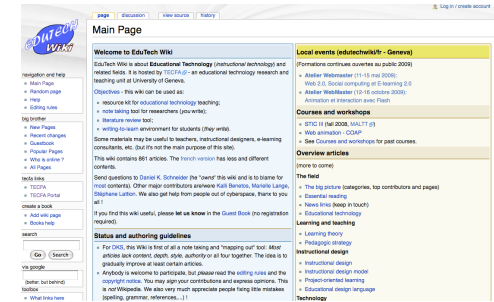 Log in / create account
page
discussion
view source
history
EDUTECH
Wiki
navigation and help
Main Page
Random page
Help
Editing rules
big brother
New Pages
Recent changes
Guestbook
Popular Pages
Who is online ?
All Pages
tecfa links
TECFA
TECFA Portal
create a book
Add wiki page
Books help
search
Go
Search
via google
(better, but behind)
toolbox
What links here
Main Page
Welcome to EduTech Wiki
EduTech Wiki is about Educational Technology (instructional technology) and
related fields. It is hosted by TECFA - an educational technology research and
teaching unit at University of Geneva.
Objectives - this wiki can be used as:
resource kit for educational technology teaching;
note taking tool for researchers (you write);
literature review tool;
writing-to-learn environment for students (they write).
Some materials may be useful to teachers, instructional designers, e-learning
consultants, etc. (but it's not the main purpose of this site).
This wiki contains 861 articles. The french version has less and different
contents.
Send questions to Daniel K. Schneider (he "owns" this wiki and is to blame for
most contents). Other major contributors are/were Kalli Benetos, Marielle Lange,
Stéphane Lattion. We also get help from people out of cyberspace, thank to you
all !
If you find this wiki useful, please let us know in the Guest Book (no registration
required).
Status and authoring guidelines
For DKS, this Wiki is first of all a note taking and "mapping out" tool: Most
articles lack content, depth, style, authority or all four together. The idea is to
gradually improve at least certain articles.
Anybody is welcome to participate, but please read the editing rules and the
copyright notice. You may sign your contributions and express opinions. This
is not Wikipedia. We also very much appreciate people fixing little mistakes
(spelling, grammar, references,...) !
Local events (edutechwiki/fr - Geneva)
(Formations continues ouvertes au public 2009)
Atelier WebMaster (11-15 mai 2009):
Web 2.0, Social computing et E-learning 2.0
Atelier WebMaster (12-16 octobre 2009):
Animation et interaction avec Flash
Courses and workshops
STIC III (fall 2008, MALTT)
Web animation - COAP
See Courses and workshops for past courses.
Overview articles
(more to come)
The field
The big picture (categories, top contributors and pages)
Essential reading
News links (keep in touch)
Educational technology
Learning and teaching
Learning theory
Pedagogic strategy
Instructional design
Instructional design
Instructional design model
Project-oriented learning
Educational design language
Technology